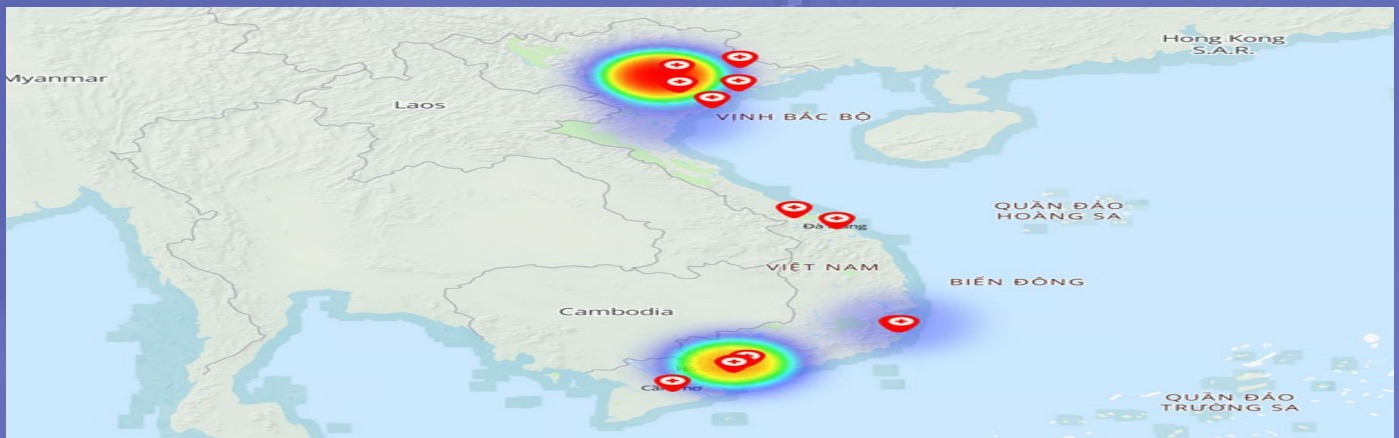 Hong Kong
S.A.R.
Myanmar
Laos
VỊNH BẮC BỘ
QUẦN ĐẢO
HOÀNG SA
VIỆT NAM
BIỂN ĐÔNG
Cambodia
QUẦN ĐẢO
TRƯỜNG SA